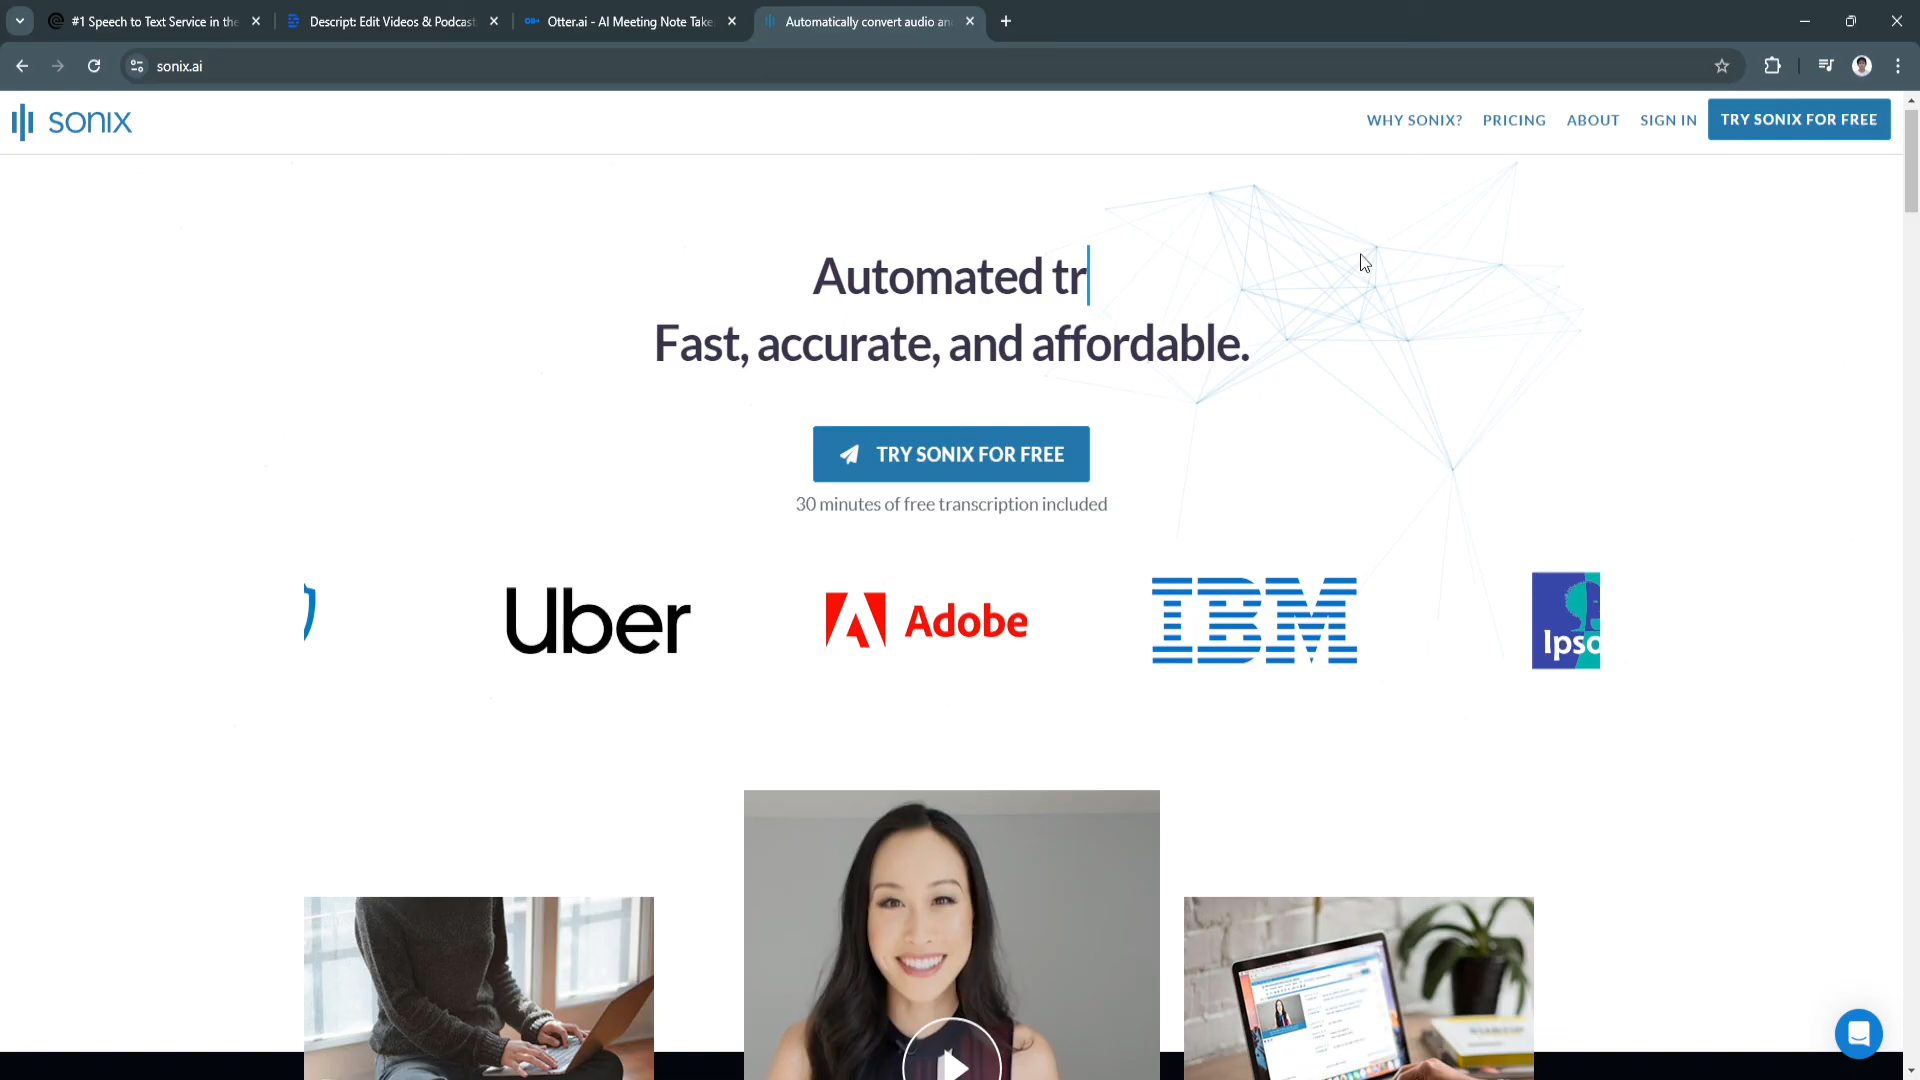 #1 Speech to Text Service in the
Descript: Edit Videos & Podcast
Otter.ai - AI Meeting Note Take
Automatically convert audio an
sonix.ai
sonix
WHY SONIX?
PRICING
ABOUT
SIGN IN
TRY SONIX FOR FREE
Automated tr
Fast, accurate, and affordable.
TRY SONIX FOR FREE
30 minutes of free transcription included
Uber
Adobe
IBM
Ipso